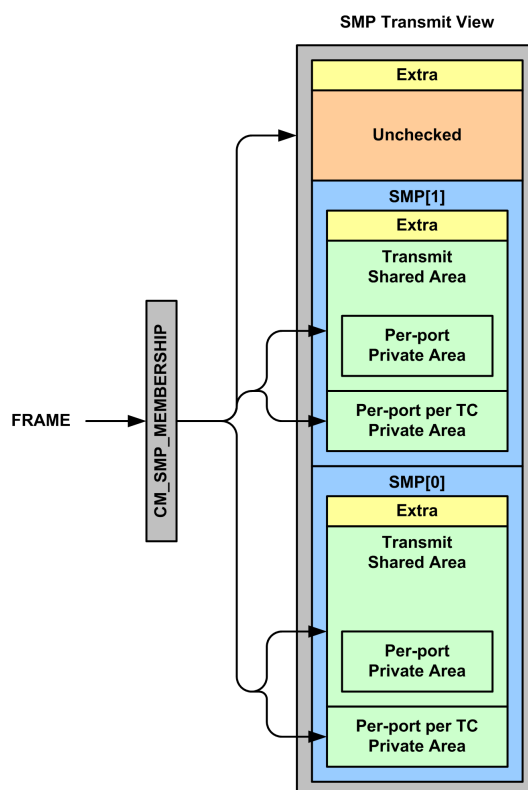 SMP Transmit View
Extra
Unchecked
SMP[1]
Extra
Transmit
Shared Area
Per-port
Private Area
Per-port per TC
Private Area
FRAME
CM_SMP_MEMBERSHIP
SMP[0]
Extra
Transmit
Shared Area
Per-port
Private Area
Per-port per TC
Private Area